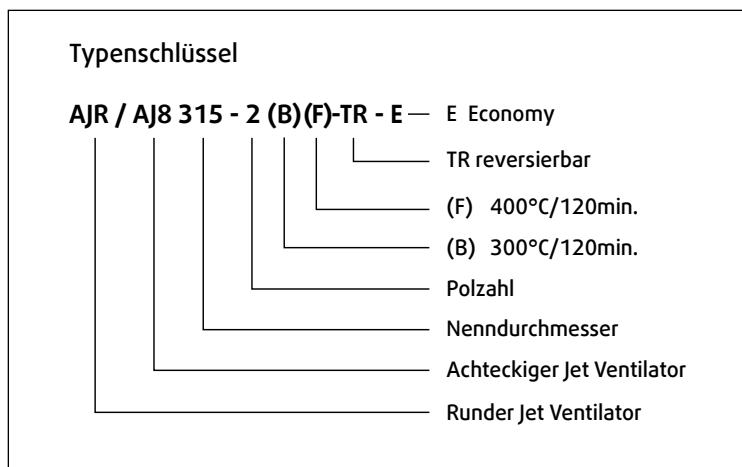 Typenschlüssel
AJR / AJ8 315 - 2 (B)(F)-TR - E E Economy
TR reversierbar
(F) 400°C/120min.
(B) 300°C/120min.
Polzahl
Nenndurchmesser
Achteckiger Jet Ventilator
Runder Jet Ventilator